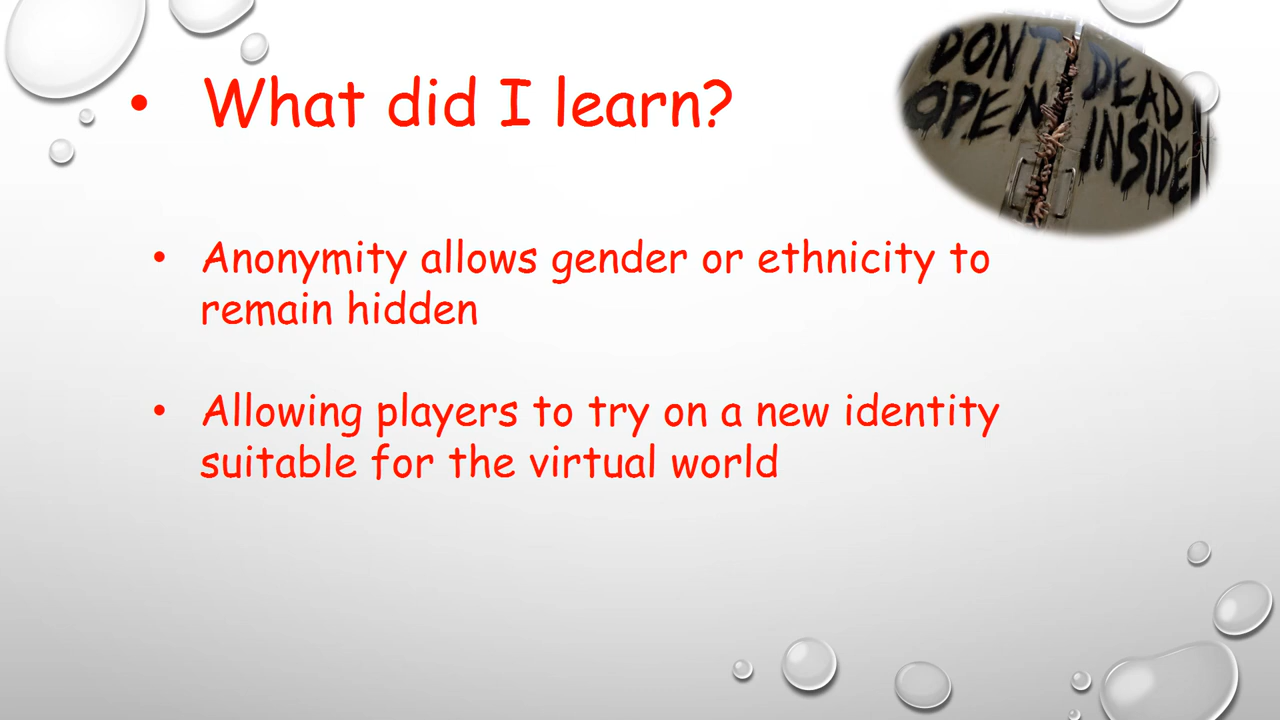 • What did I learn?
DONT DEAD
OPEN INSIDE
• Anonymity allows gender or ethnicity to
remain hidden
• Allowing players to try on a new identity
suitable for the virtual world